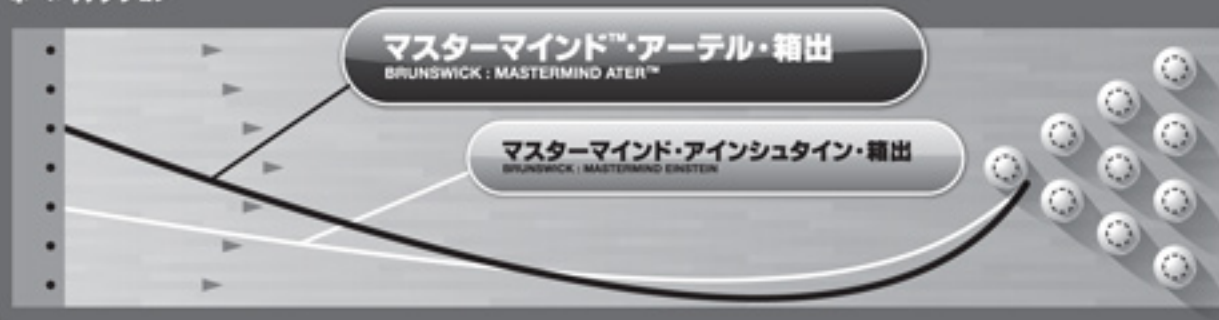 マスターマインド™・アーテル・箱出
BRUNSWICK : MASTERMIND ATER™
マスターマインド・アインシュタイン・箱出
BRUNSWICK : MASTERMIND EINSTEIN